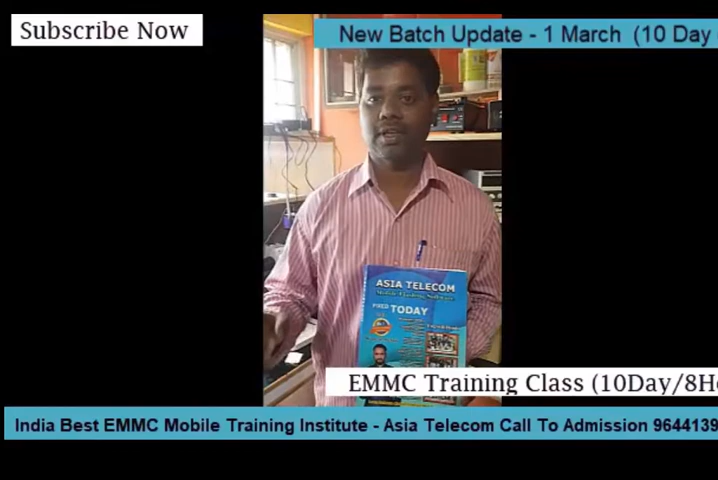 Subscribe Now
New Batch Update - 1 March (10 Day
ASIA TELECOM
TODAY
EMMC Training Class (10Day/8H
India Best EMMC Mobile Training Institute - Asia Telecom Call To Admission 9644139